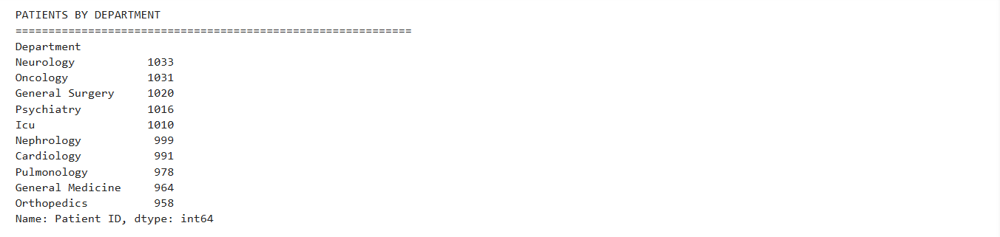 PATIENTS BY DEPARTMENT
============================================================
Department
Neurology           1033
Oncology            1031
General Surgery     1020
Psychiatry          1016
Icu                 1010
Nephrology           999
Cardiology           991
Pulmonology          978
General Medicine     964
Orthopedics          958
Name: Patient ID, dtype: int64